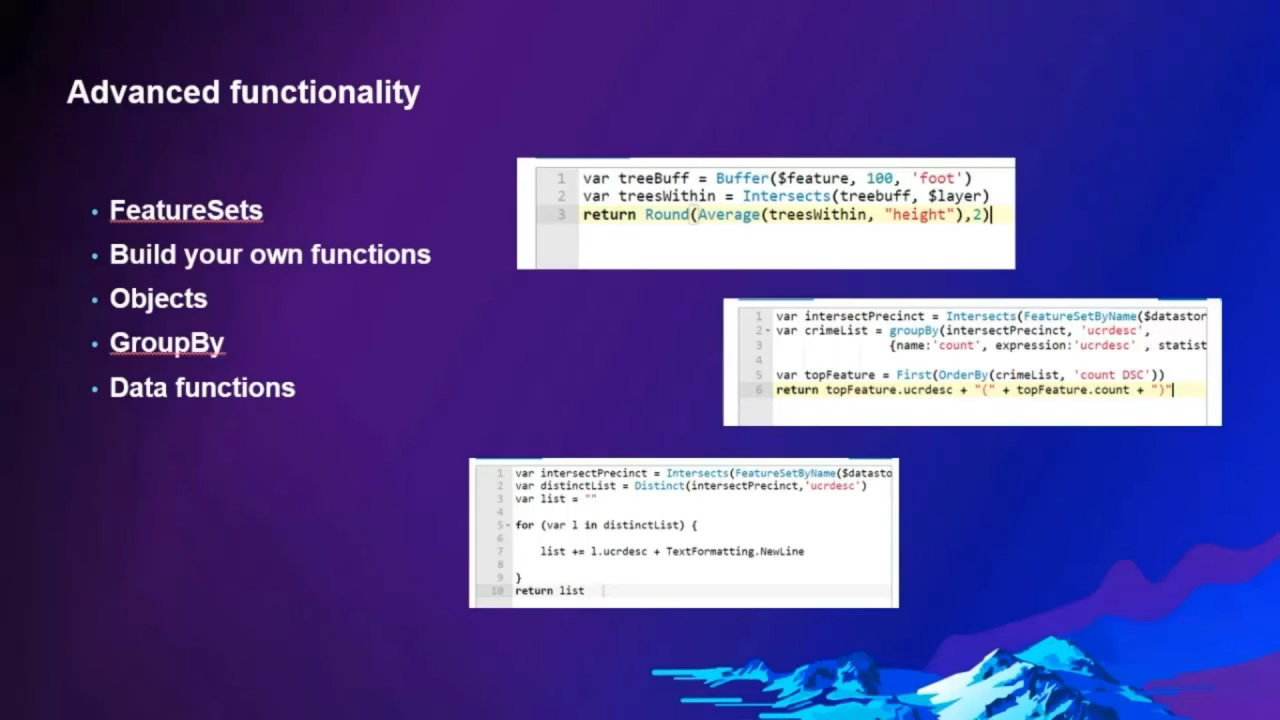 Advanced functionality
• FeatureSets
• Build your own functions
• Objects
• GroupBy
• Data functions
1 var treeBuff = Buffer($feature, 100, 'foot')
2 var treesWithin = Intersects(treebuff, $layer)
3 return Round(Average(treesWithin, "height"),2)
1 var intersectPrecinct = Intersects(FeatureSetByName($datastor
2 var crimeList = groupBy(intersectPrecinct, 'ucrdesc',
3 {name:'count', expression:'ucrdesc' , statist
4
5 var topFeature = First(OrderBy(crimeList, 'count DSC'))
6 return topFeature.ucrdesc + "(" + topFeature.count + ")"
1 var intersectPrecinct = Intersects(FeatureSetByName($datasto
2 var distinctList = Distinct(intersectPrecinct,'ucrdesc')
3 var list = ""
4
5 for (var l in distinctList) {
6
7 list += l.ucrdesc + TextFormatting.NewLine
8
9 }
10 return list